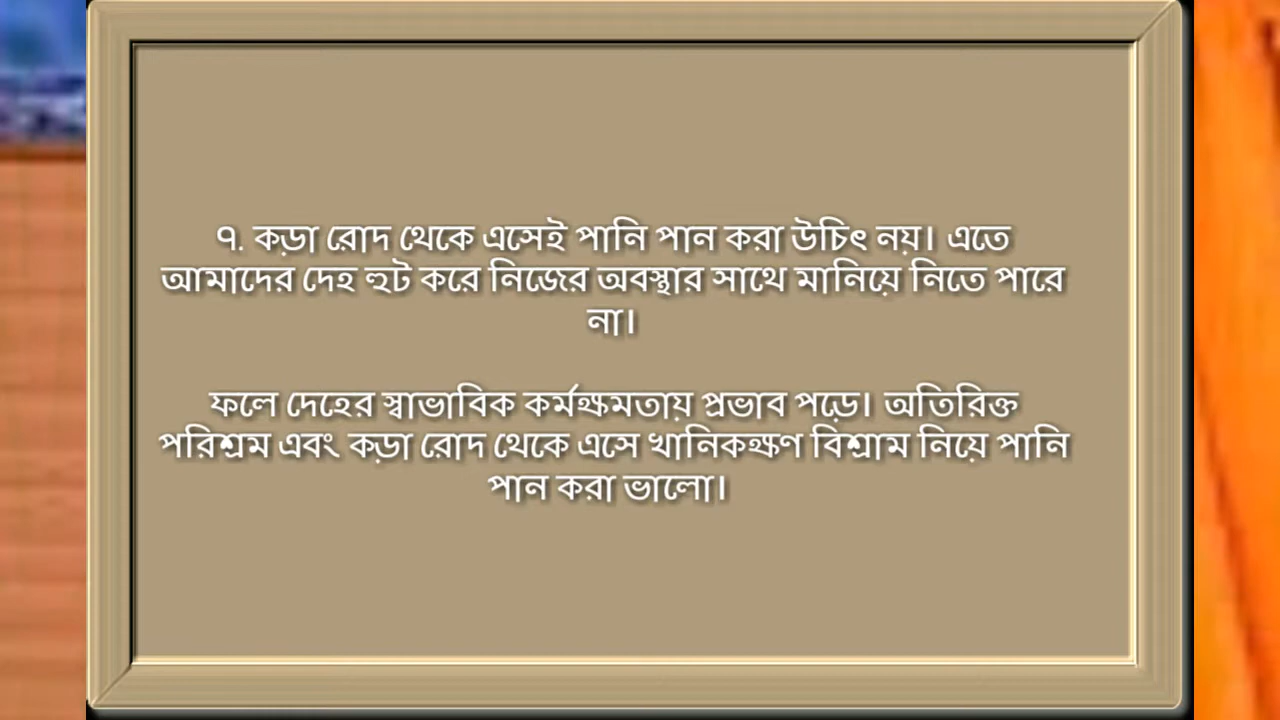 ৭. কড়া রোদ থেকে এসেই পানি পান করা উচিৎ নয়। এতে
আমাদের দেহ হুট করে নিজের অবস্থার সাথে মানিয়ে নিতে পারে
না।
ফলে দেহের স্বাভাবিক কর্মক্ষমতায় প্রভাব পড়ে। অতিরিক্ত
পরিশ্রম এবং কড়া রোদ থেকে এসে খানিকক্ষণ বিশ্রাম নিয়ে পানি
পান করা ভালো।